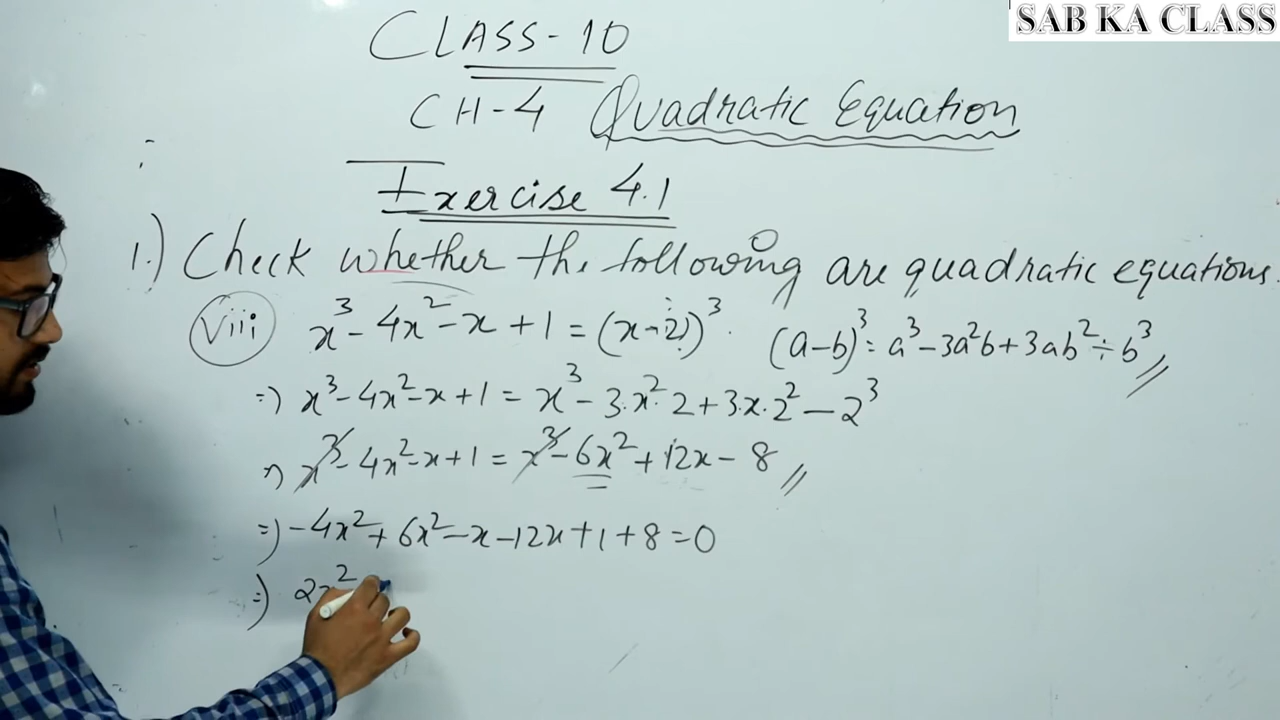 SAB KA CLASS
CLASS-10
CH-4 Quadratic Equation
Exercise 4.1
1.) Check whether the following are quadratic equations.
viii x³-4x²-x+1=(x-2)³. (a-b)³=a³-3a²b+3ab²÷b³//
=) x³-4x²-x+1=x³-3.x².2+3.x.2²-2³
=) x³-4x²-x+1=x³-6x²+12x-8//
=) -4x²+6x²-x-12x+1+8=0
=) 2x²